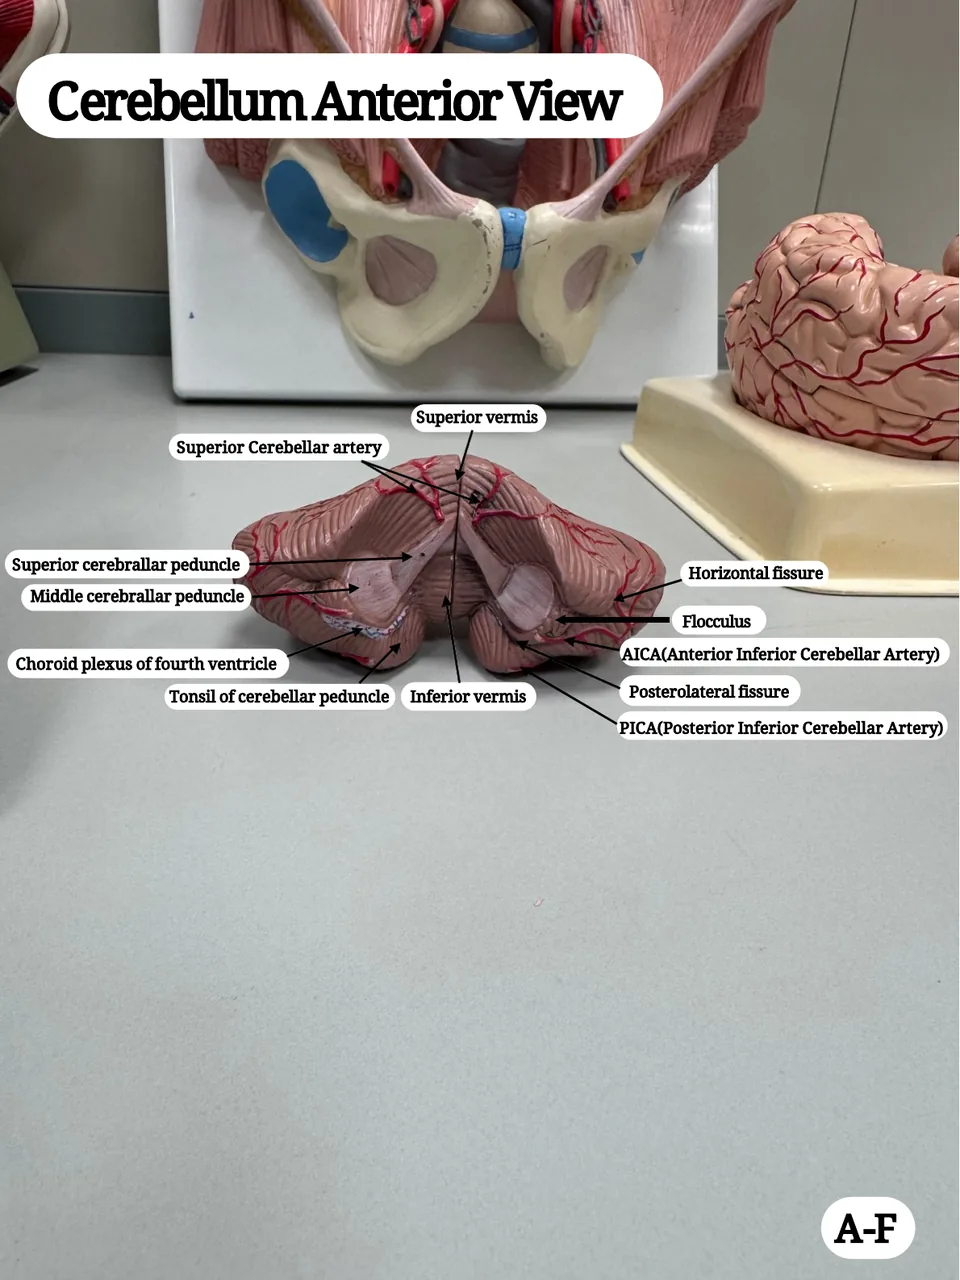 Cerebellum Anterior View
Superior vermis
Superior Cerebellar artery
Superior cerebrallar peduncle
Middle cerebrallar peduncle
Horizontal fissure
Flocculus
AICA(Anterior Inferior Cerebellar Artery)
Choroid plexus of fourth ventricle
Posterolateral fissure
Tonsil of cerebellar peduncle
Inferior vermis
PICA(Posterior Inferior Cerebellar Artery)
A-F